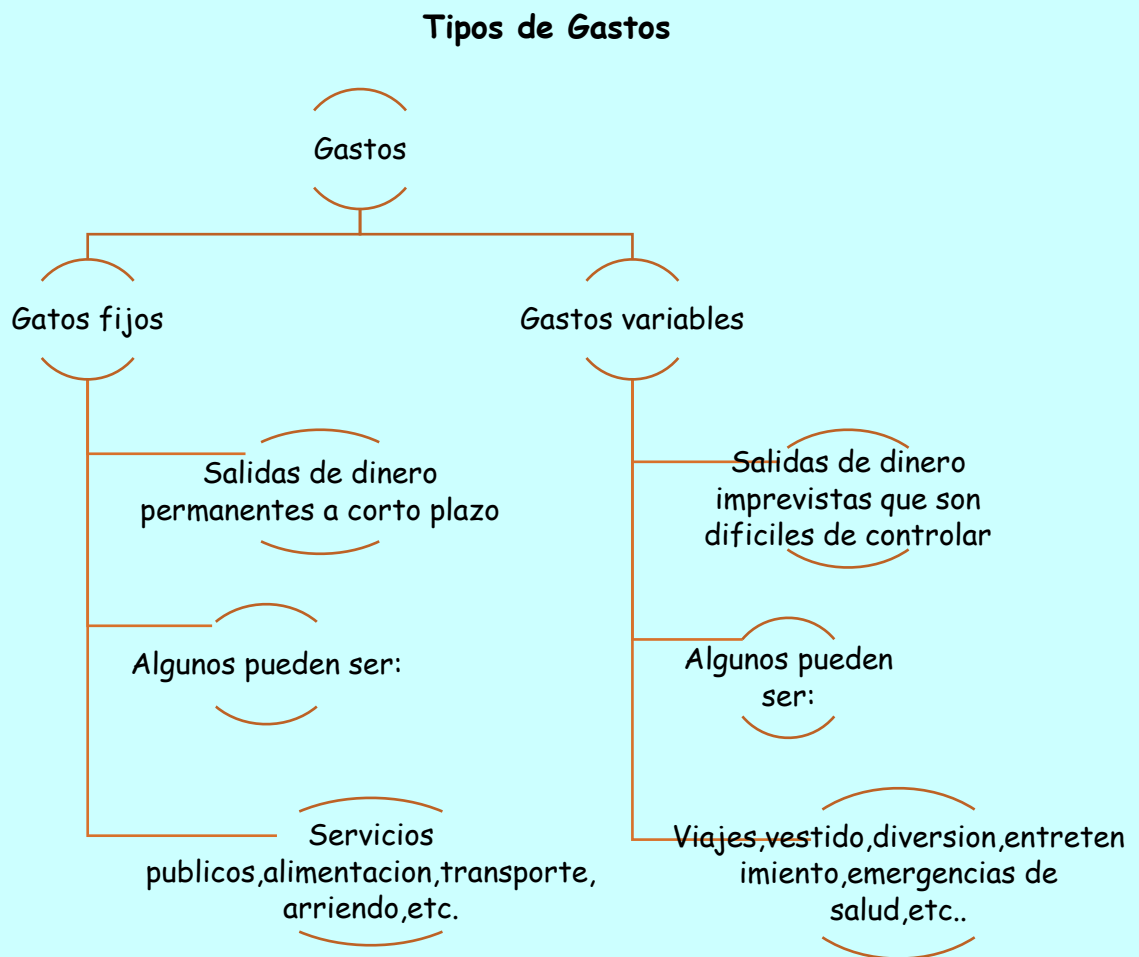 Tipos de Gastos
Gastos
Gatos fijos
Salidas de dinero
permanentes a corto plazo
Algunos pueden ser:
Servicios
publicos,alimentacion,transporte,
arriendo,etc.
Gastos variables
Salidas de dinero
imprevistas que son
dificiles de controlar
Algunos pueden
ser:
Viajes,vestido,diversion,entreten
imiento,emergencias de
salud,etc..